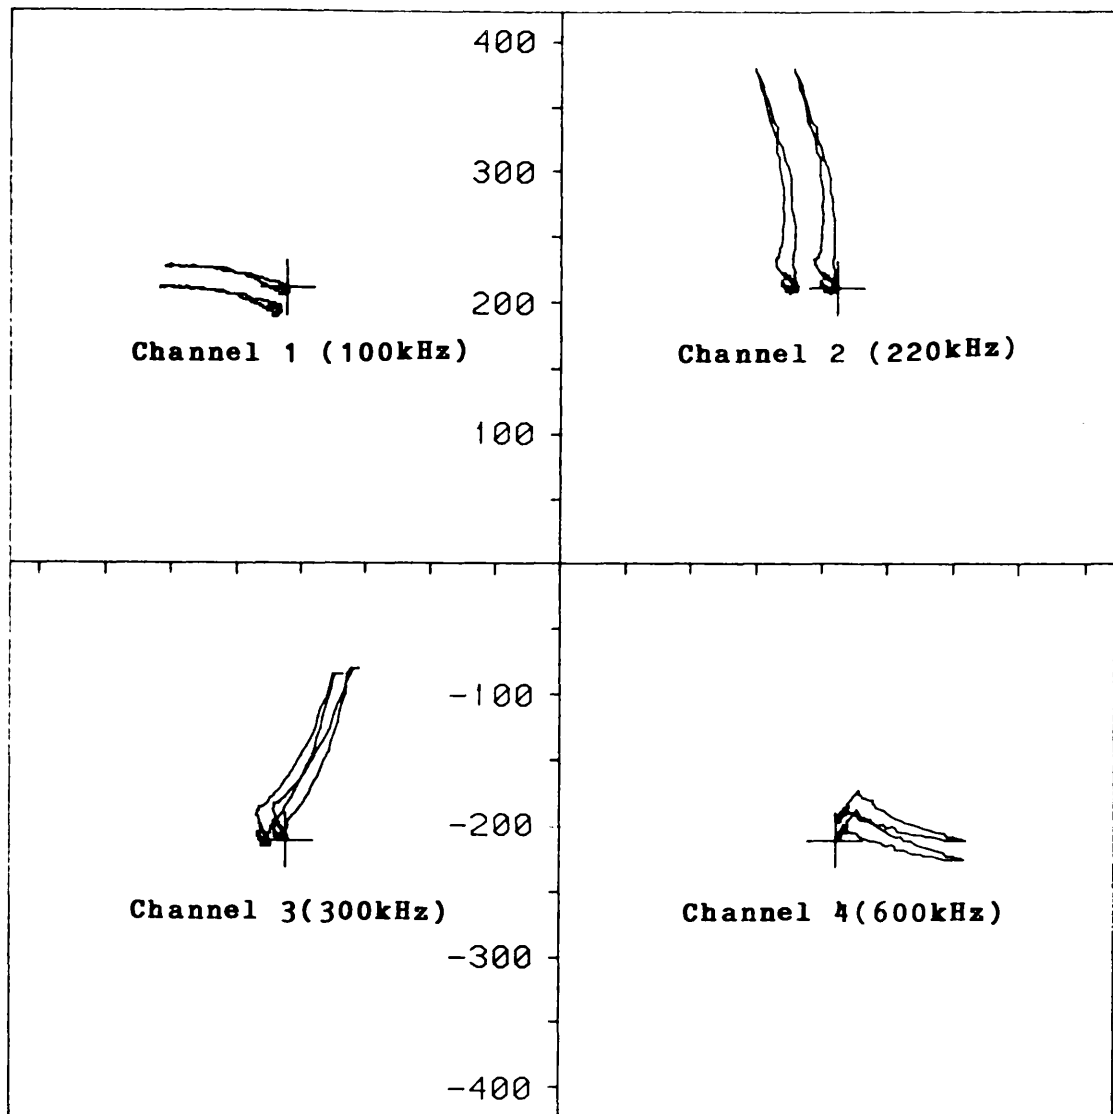 400
300
200
100
Channel 1 (100kHz)
Channel 2 (220kHz)
-100
-200
-300
-400
Channel 3(300kHz)
Channel 4(600kHz)